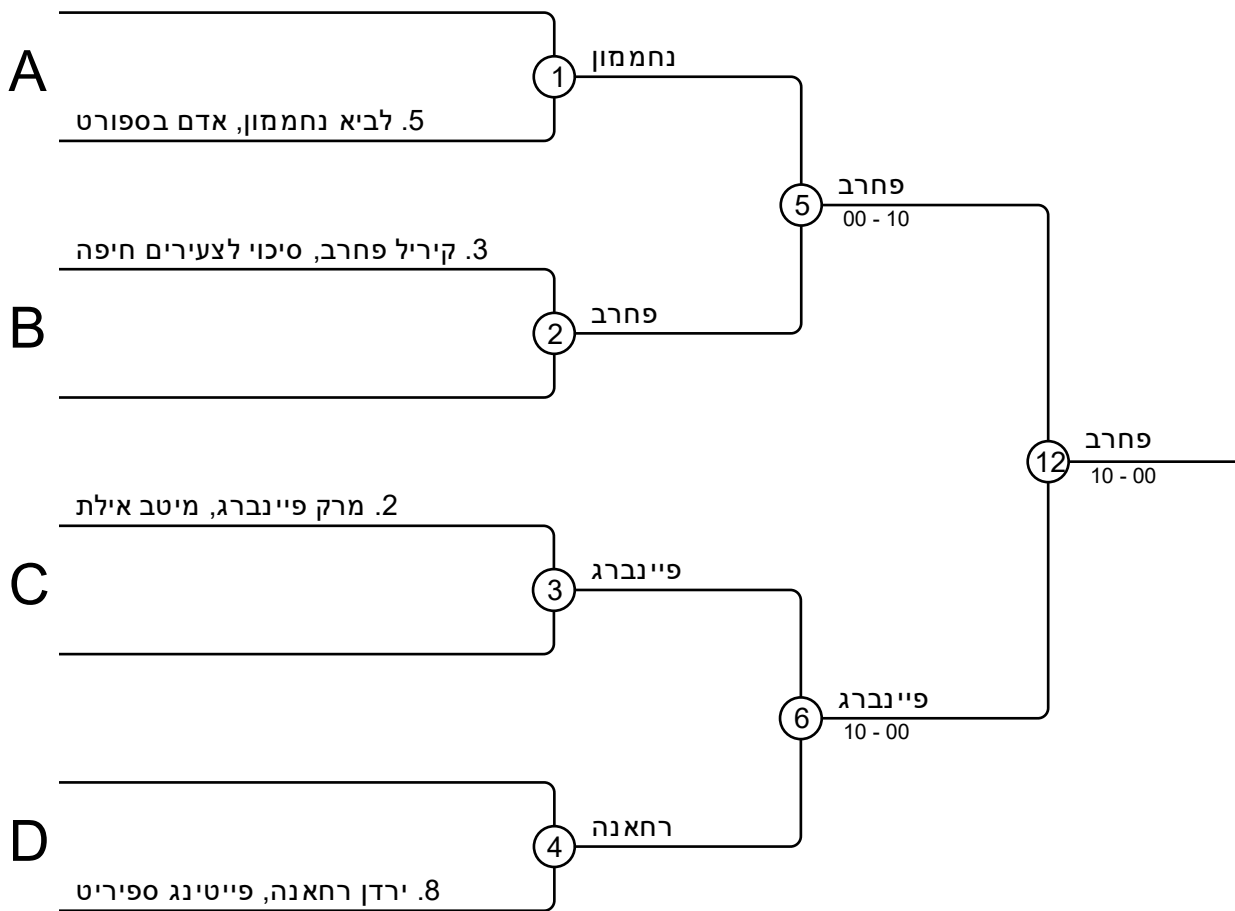 A
1
נחמנזון
5. לביא נחמנזון, אדם בספורט
5
פחרב
00 - 10
3. קיריל פחרב, סיכוי לצעירים חיפה
B
2
פחרב
12
פחרב
10 - 00
2. מרק פיינברג, מיטב אילת
C
3
פיינברג
6
פיינברג
10 - 00
D
4
רחאנה
8. ירדן רחאנה, פייטינג ספיריט